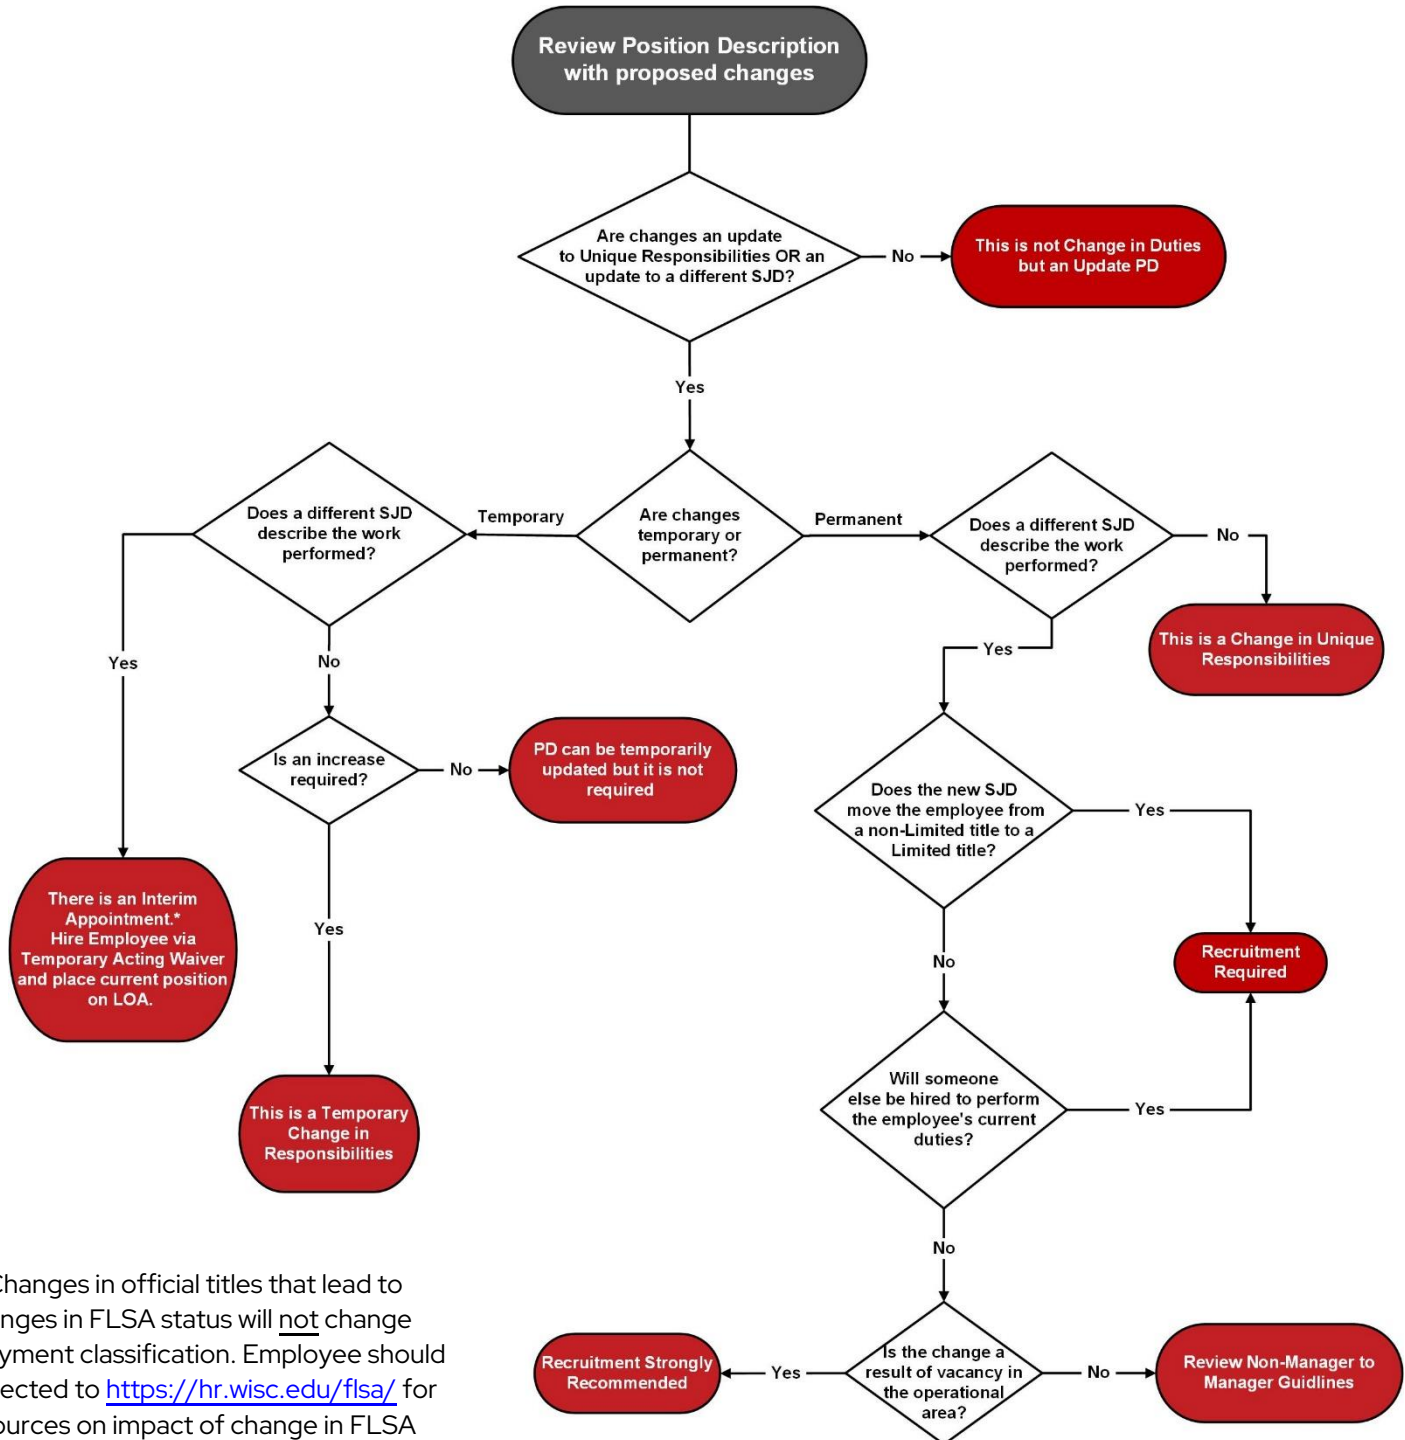 Review Position Description
with proposed changes
Are changes an update
to Unique Responsibilities OR an
update to a different SJD?
No
This is not Change in Duties
but an Update PD
Yes
Does a different SJD
describe the work
performed?
Temporary
Are changes
temporary or
permanent?
Permanent
Does a different SJD
describe the work
performed?
No
This is a Change in Unique
Responsibilities
Yes
No
Yes
Is an increase
required?
No
PD can be temporarily
updated but it is not
required
Does the new SJD
move the employee from
a non-Limited title to a
Limited title?
Yes
There is an Interim
Appointment.*
Hire Employee via
Temporary Acting Waiver
and place current position
on LOA.
Yes
No
Recruitment
Required
Will someone
else be hired to perform
the employee's current
duties?
Yes
This is a Temporary
Change in
Responsibilities
No
Changes in official titles that lead to
nges in FLSA status will not change
yment classification. Employee should
ected to https://hr.wisc.edu/flsa/ for
ources on impact of change in FLSA
Recruitment Strongly
Recommended
Yes
Is the change a
result of vacancy in
the operational
area?
No
Review Non-Manager to
Manager Guidlines